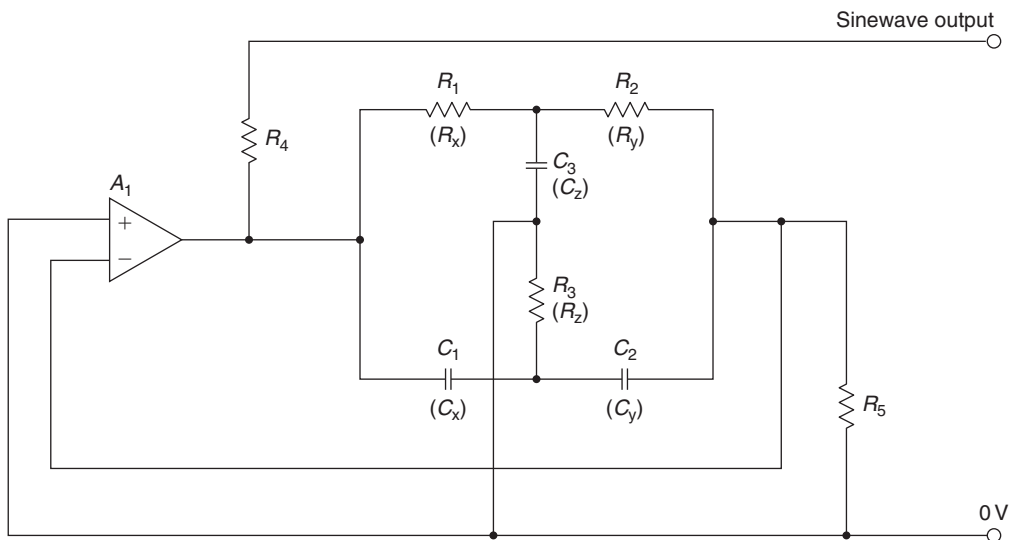 Sinewave output
R1
(Rx)
R2
(Ry)
R4
C3
(Cz)
A1
+
−
R3
(Rz)
C1
(Cx)
C2
(Cy)
R5
0 V